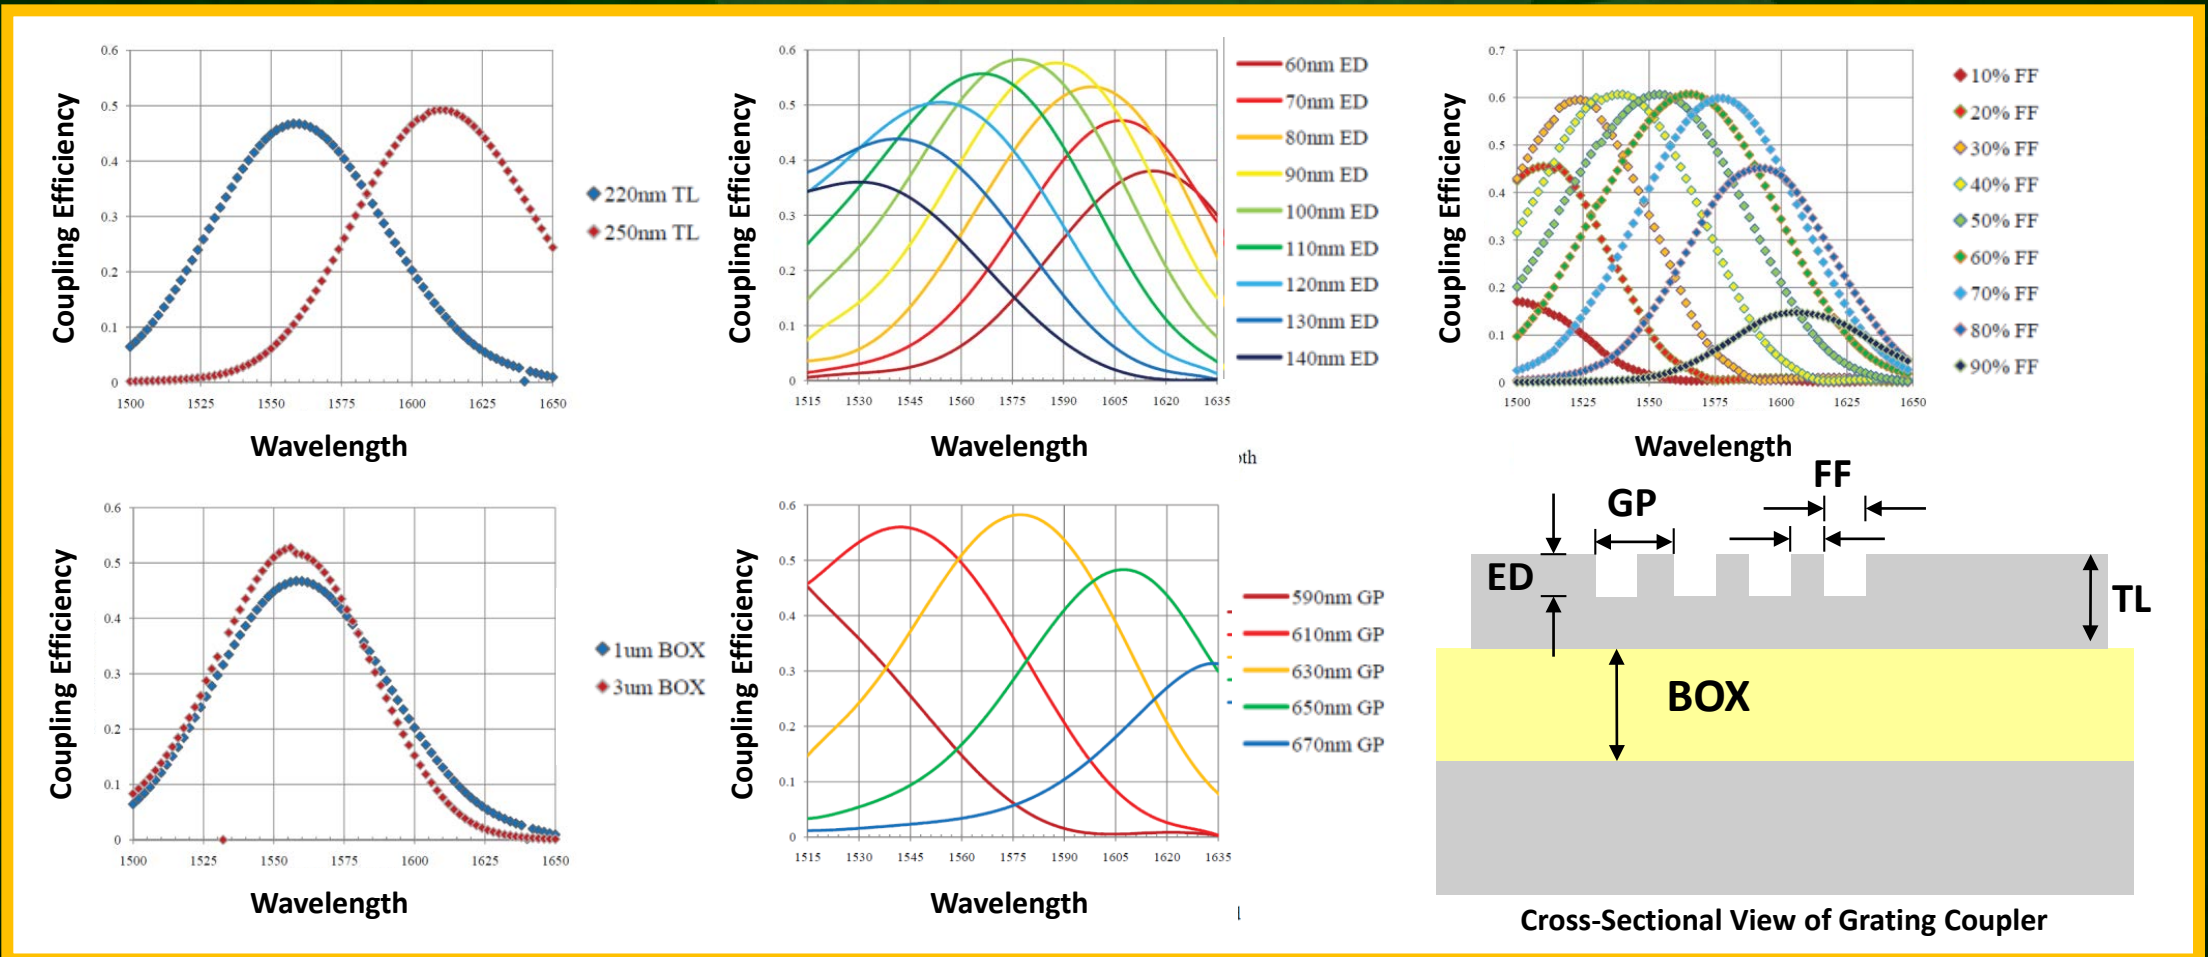 Coupling Efficiency
0.6
0.5
0.4
0.3
0.2
0.1
0
1500 1525 1550 1575 1600 1625 1650
Wavelength
220nm TL
250nm TL
Coupling Efficiency
0.6
0.5
0.4
0.3
0.2
0.1
0
1515 1530 1545 1560 1575 1590 1605 1620 1635
Wavelength
60nm ED
70nm ED
80nm ED
90nm ED
100nm ED
110nm ED
120nm ED
130nm ED
140nm ED
Coupling Efficiency
0.7
0.6
0.5
0.4
0.3
0.2
0.1
0
1500 1525 1550 1575 1600 1625 1650
Wavelength
10% FF
20% FF
30% FF
40% FF
50% FF
60% FF
70% FF
80% FF
90% FF
Coupling Efficiency
0.6
0.5
0.4
0.3
0.2
0.1
0
1500 1525 1550 1575 1600 1625 1650
Wavelength
1um BOX
3um BOX
Coupling Efficiency
0.6
0.5
0.4
0.3
0.2
0.1
0
1515 1530 1545 1560 1575 1590 1605 1620 1635
Wavelength
590nm GP
610nm GP
630nm GP
650nm GP
670nm GP
FF
GP
ED
TL
BOX
Cross-Sectional View of Grating Coupler